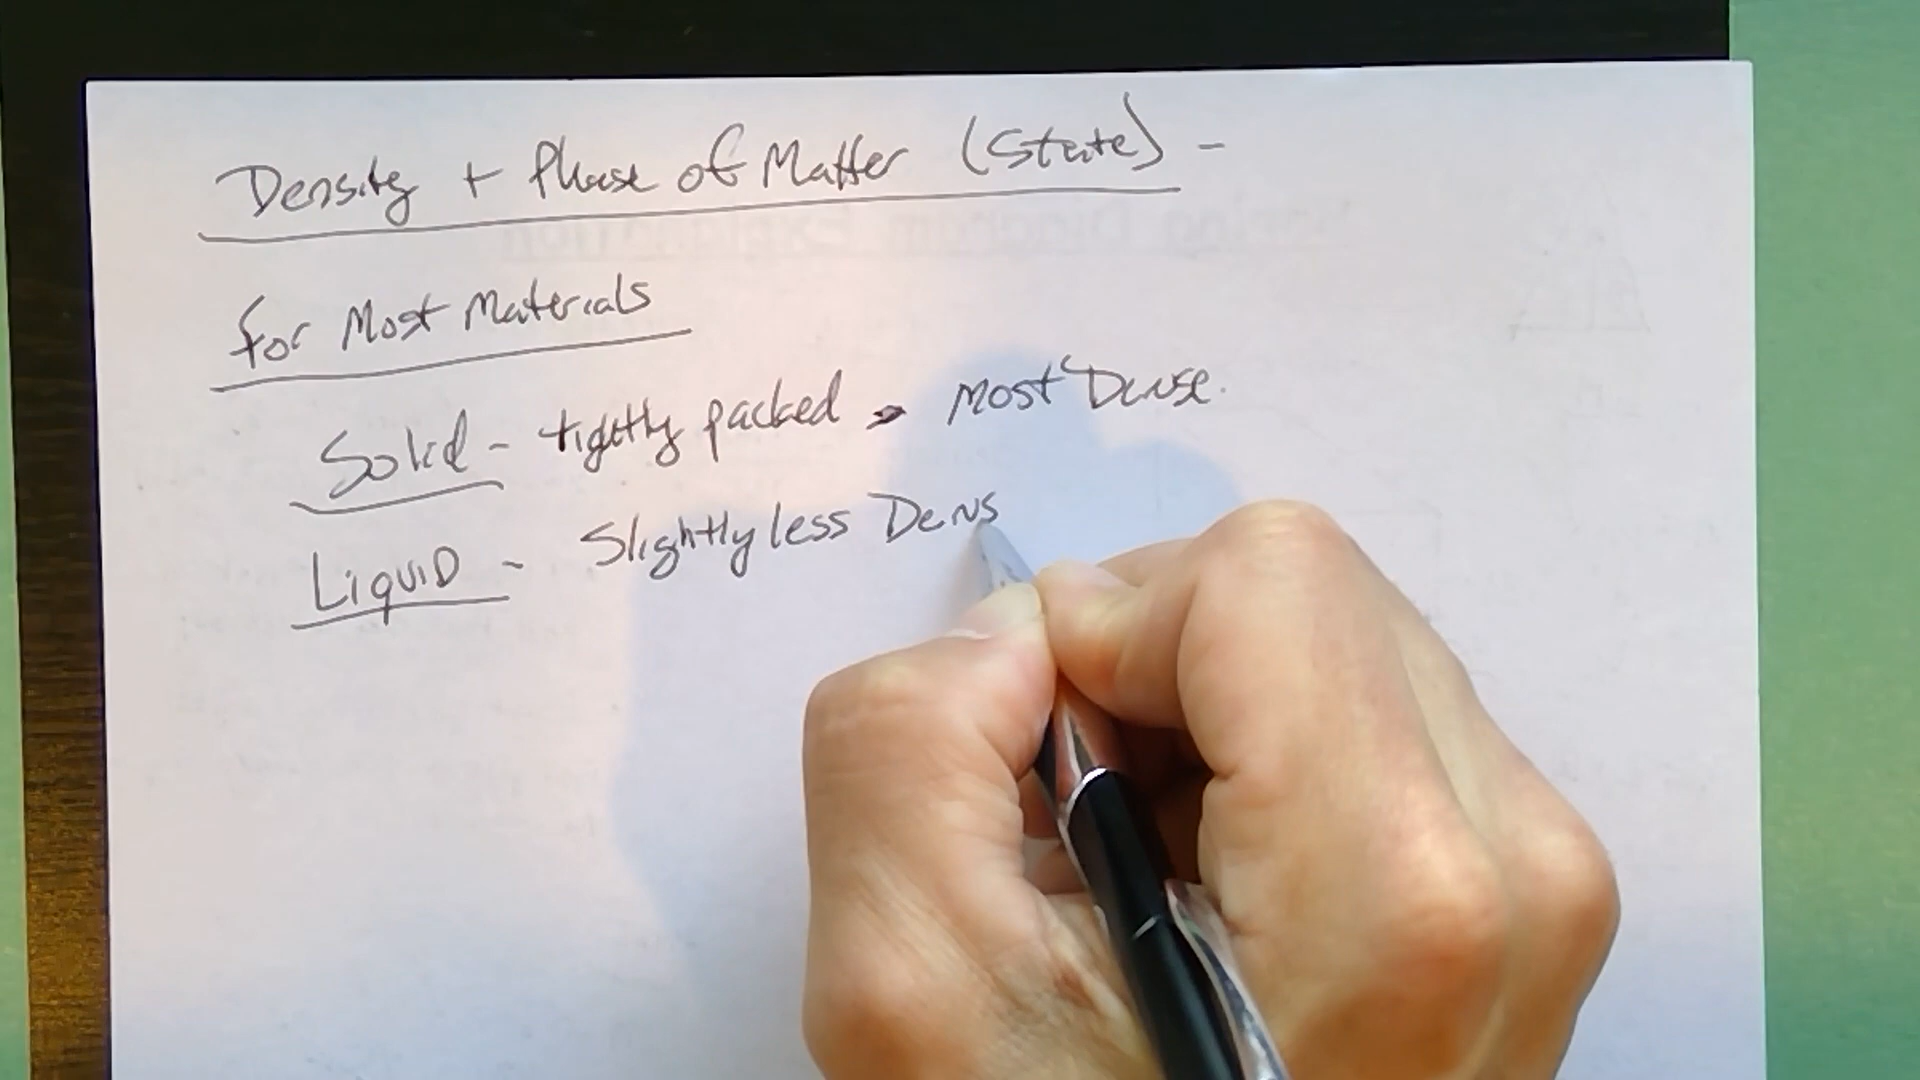 Density + Phase of Matter (State) -
for Most Materials
Solid - tightly packed - Most Dense.
Liquid - Slightly less Dens